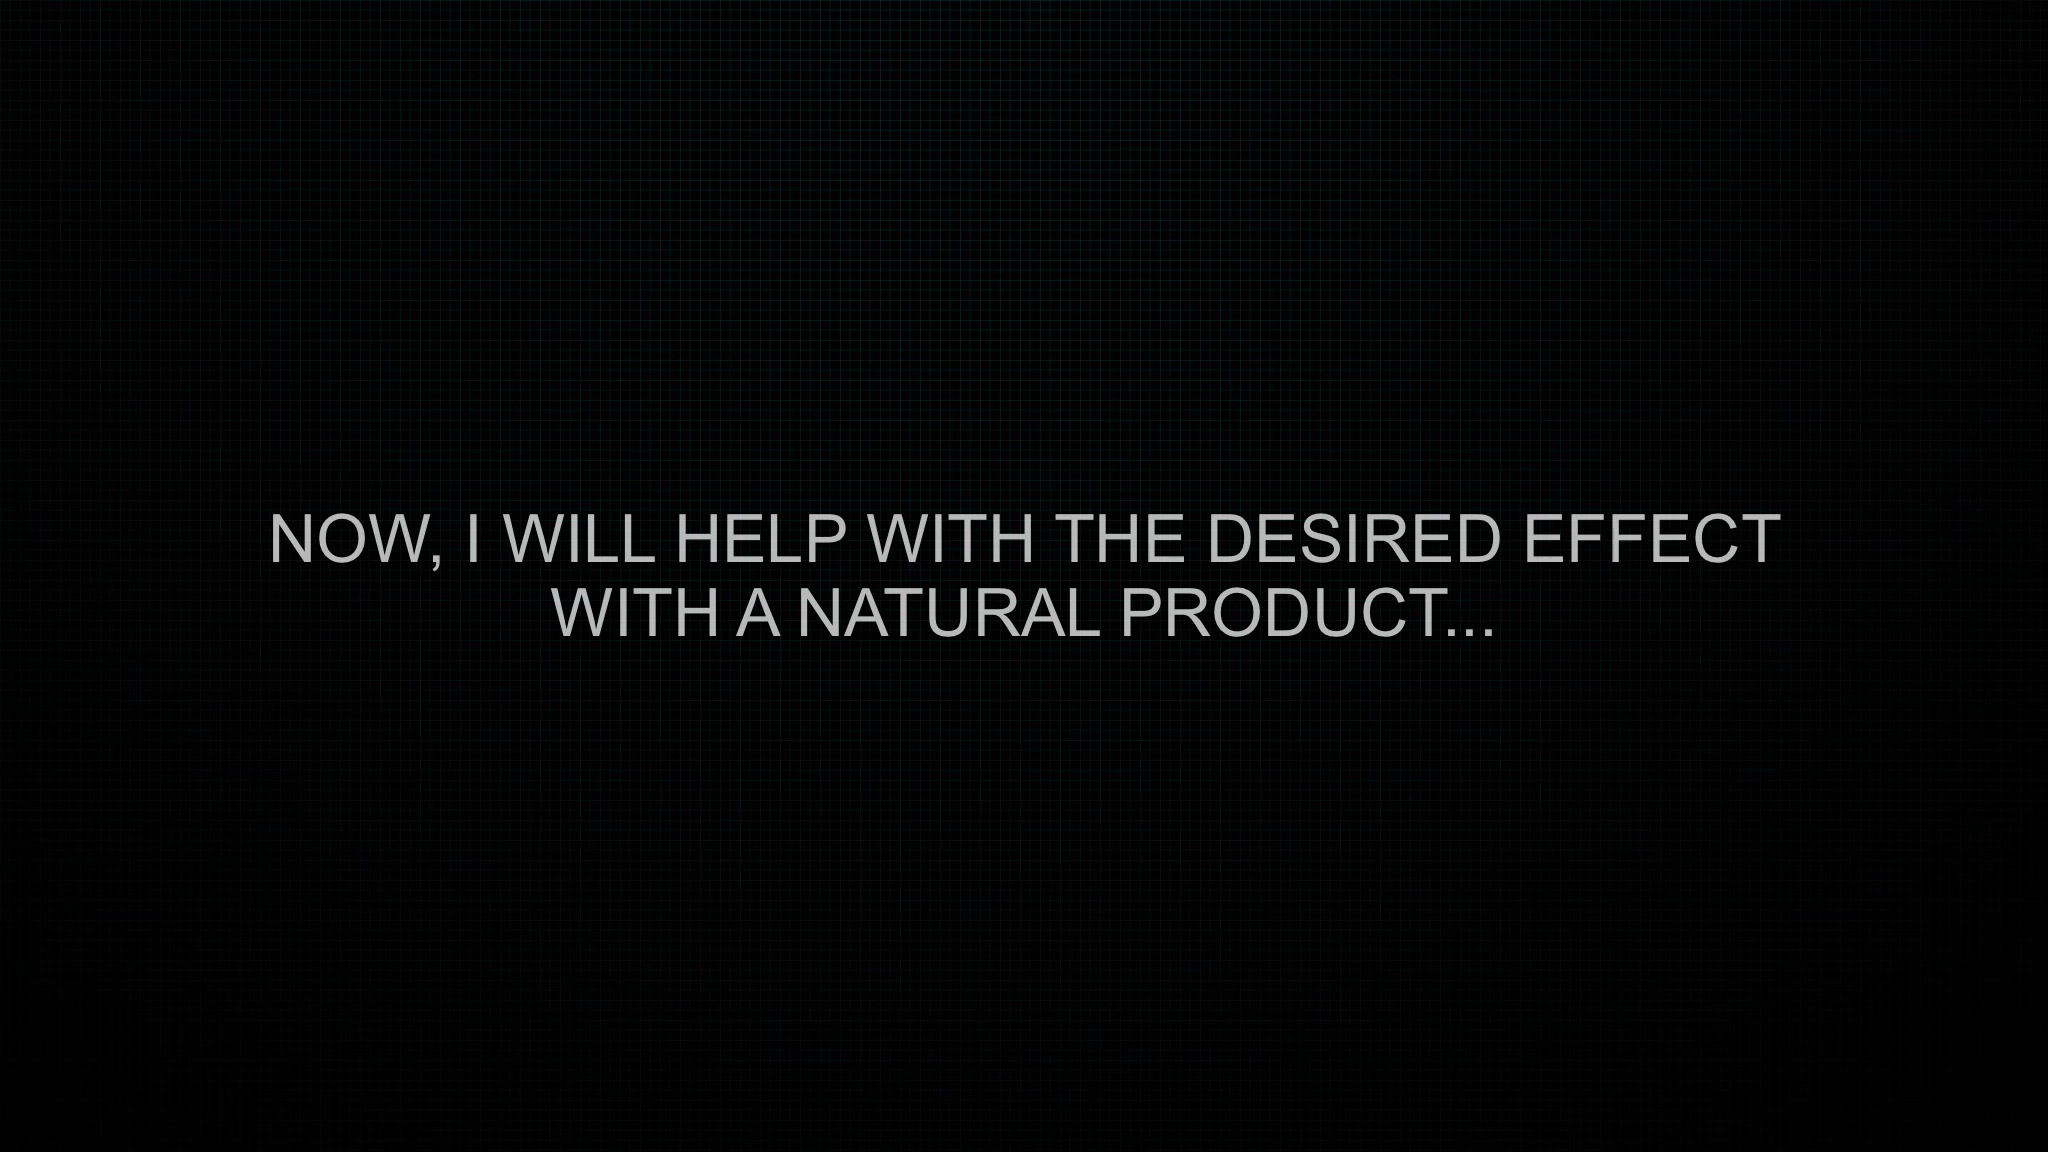 NOW, I WILL HELP WITH THE DESIRED EFFECT
WITH A NATURAL PRODUCT...